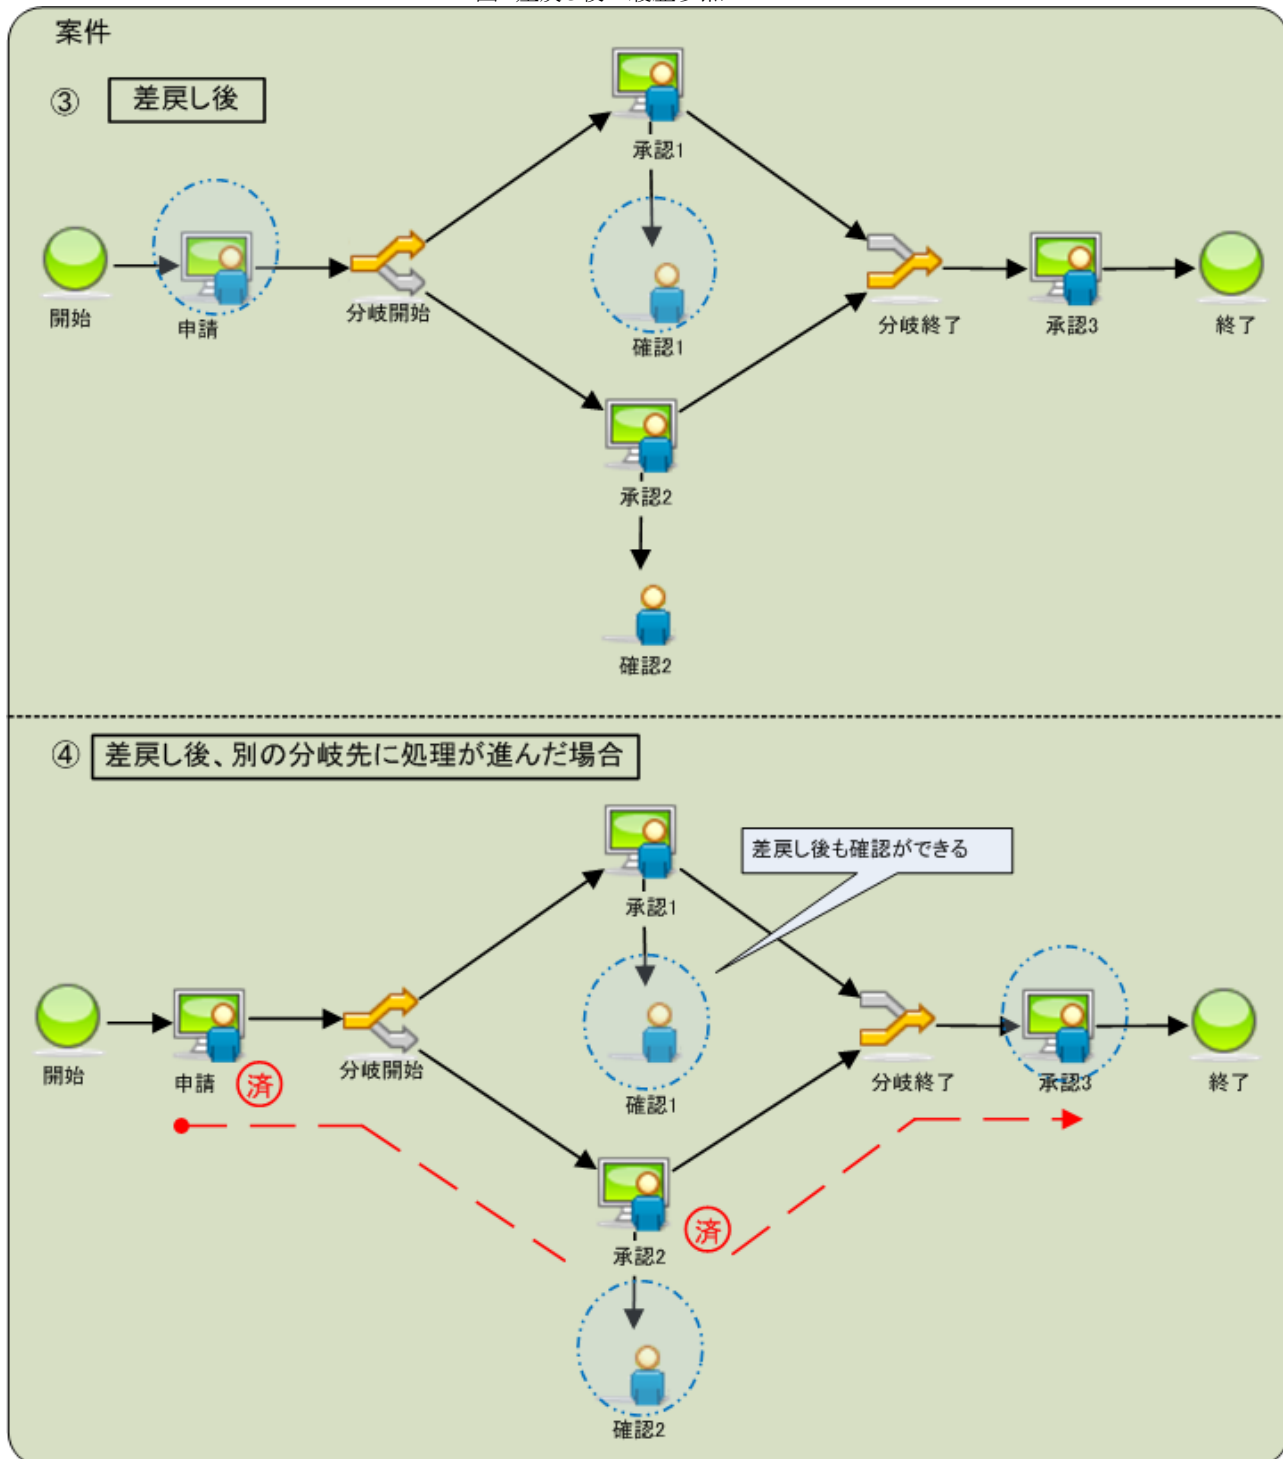 案件
③ 差戻し後
承認1
開始
申請
分岐開始
確認1
分岐終了
承認3
終了
承認2
確認2
④ 差戻し後、別の分岐先に処理が進んだ場合
差戻し後も確認ができる
承認1
開始
申請
済
分岐開始
確認1
分岐終了
承認3
終了
済
承認2
確認2